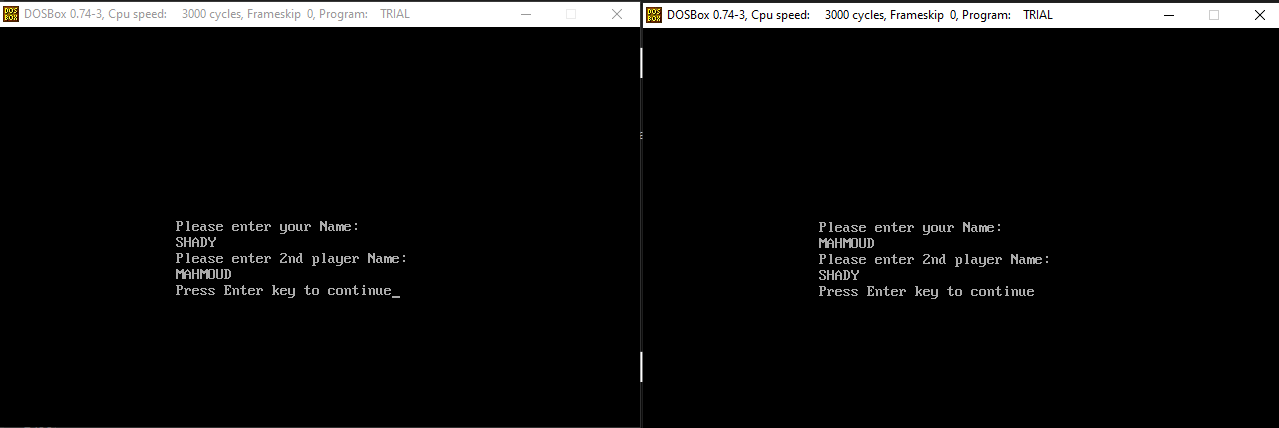 DOSBox 0.74-3, Cpu speed: 3000 cycles, Frameskip 0, Program: TRIAL
Please enter your Name:
SHADY
Please enter 2nd player Name:
MAHMOUD
Press Enter key to continue_
DOSBox 0.74-3, Cpu speed: 3000 cycles, Frameskip 0, Program: TRIAL
Please enter your Name:
MAHMOUD
Please enter 2nd player Name:
SHADY
Press Enter key to continue